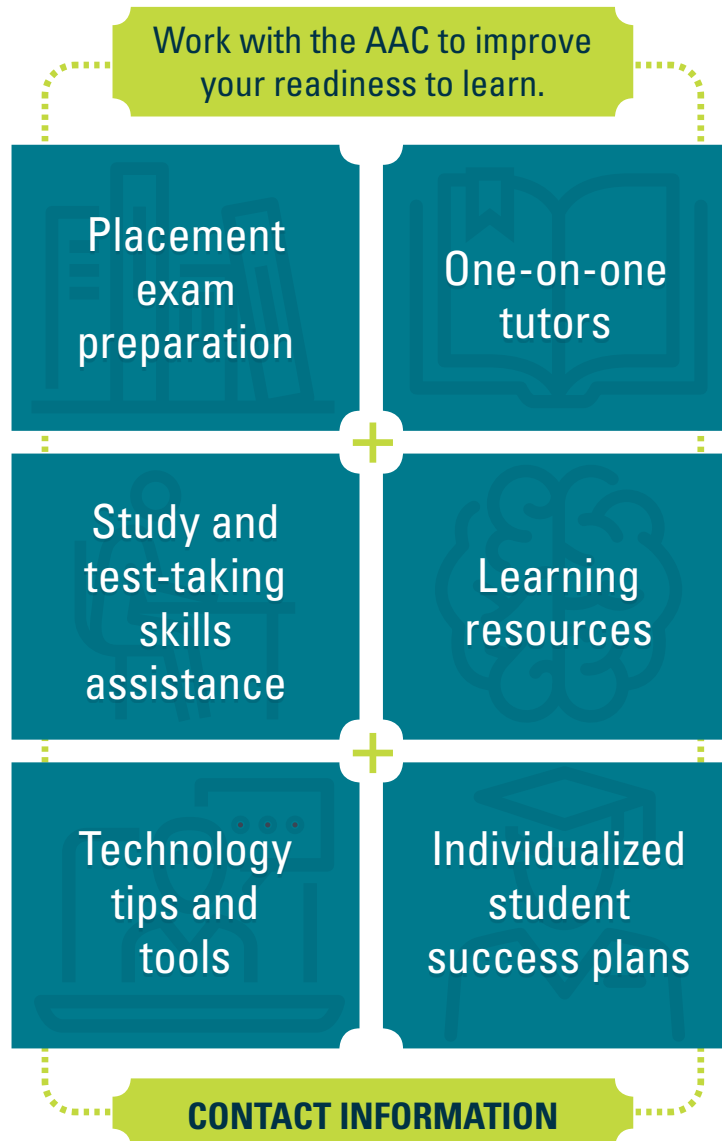 Work with the AAC to improve
your readiness to learn.
Placement
exam
preparation
One-on-one
tutors
Study and
test-taking
skills
assistance
Learning
resources
Technology
tips and
tools
Individualized
student
success plans
CONTACT INFORMATION